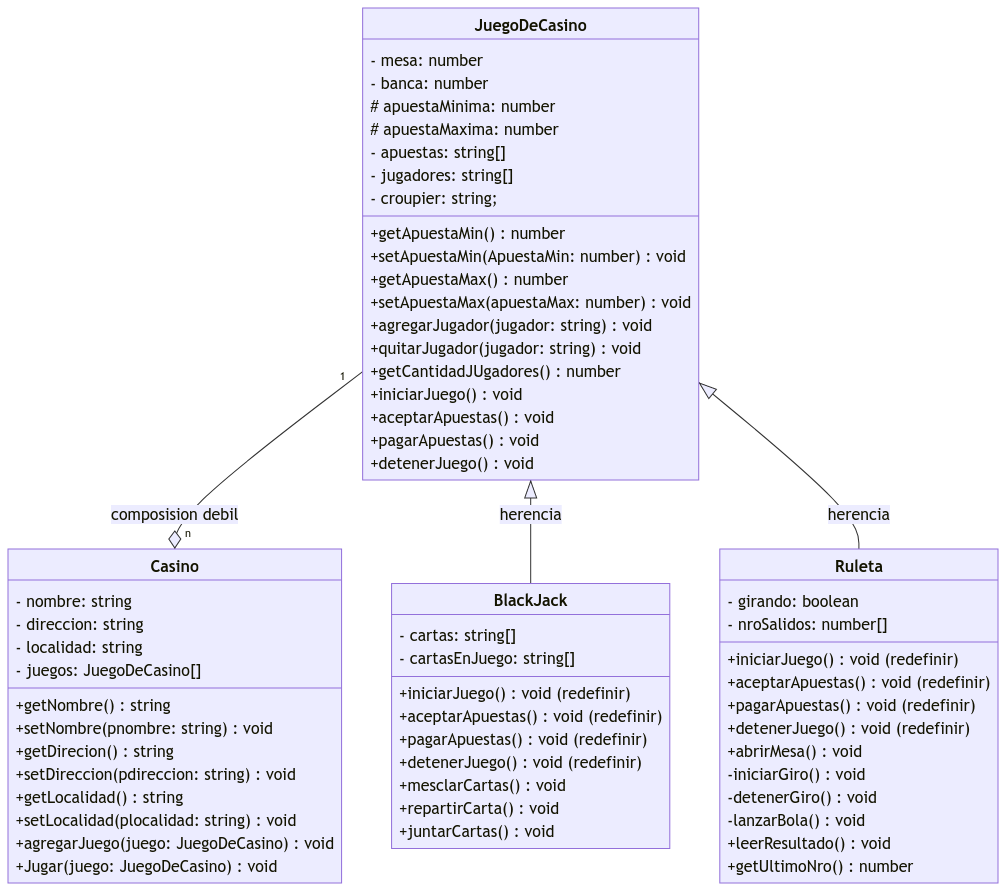 JuegoDeCasino
- mesa: number
- banca: number
# apuestaMinima: number
# apuestaMaxima: number
- apuestas: string[]
- jugadores: string[]
- croupier: string;
+getApuestaMin() : number
+setApuestaMin(ApuestaMin: number) : void
+getApuestaMax() : number
+setApuestaMax(apuestaMax: number) : void
+agregarJugador(jugador: string) : void
+quitarJugador(jugador: string) : void
+getCantidadJUgadores() : number
+iniciarJuego() : void
+aceptarApuestas() : void
+pagarApuestas() : void
+detenerJuego() : void
1
composision debil
n
herencia
herencia
Casino
- nombre: string
- direccion: string
- localidad: string
- juegos: JuegoDeCasino[]
+getNombre() : string
+setNombre(pnombre: string) : void
+getDirecion() : string
+setDireccion(pdireccion: string) : void
+getLocalidad() : string
+setLocalidad(plocalidad: string) : void
+agregarJuego(juego: JuegoDeCasino) : void
+Jugar(juego: JuegoDeCasino) : void
BlackJack
- cartas: string[]
- cartasEnJuego: string[]
+iniciarJuego() : void (redefinir)
+aceptarApuestas() : void (redefinir)
+pagarApuestas() : void (redefinir)
+detenerJuego() : void (redefinir)
+mesclarCartas() : void
+repartirCarta() : void
+juntarCartas() : void
Ruleta
- girando: boolean
- nroSalidos: number[]
+iniciarJuego() : void (redefinir)
+aceptarApuestas() : void (redefinir)
+pagarApuestas() : void (redefinir)
+detenerJuego() : void (redefinir)
+abrirMesa() : void
-iniciarGiro() : void
-detenerGiro() : void
-lanzarBola() : void
+leerResultado() : void
+getUltimoNro() : number